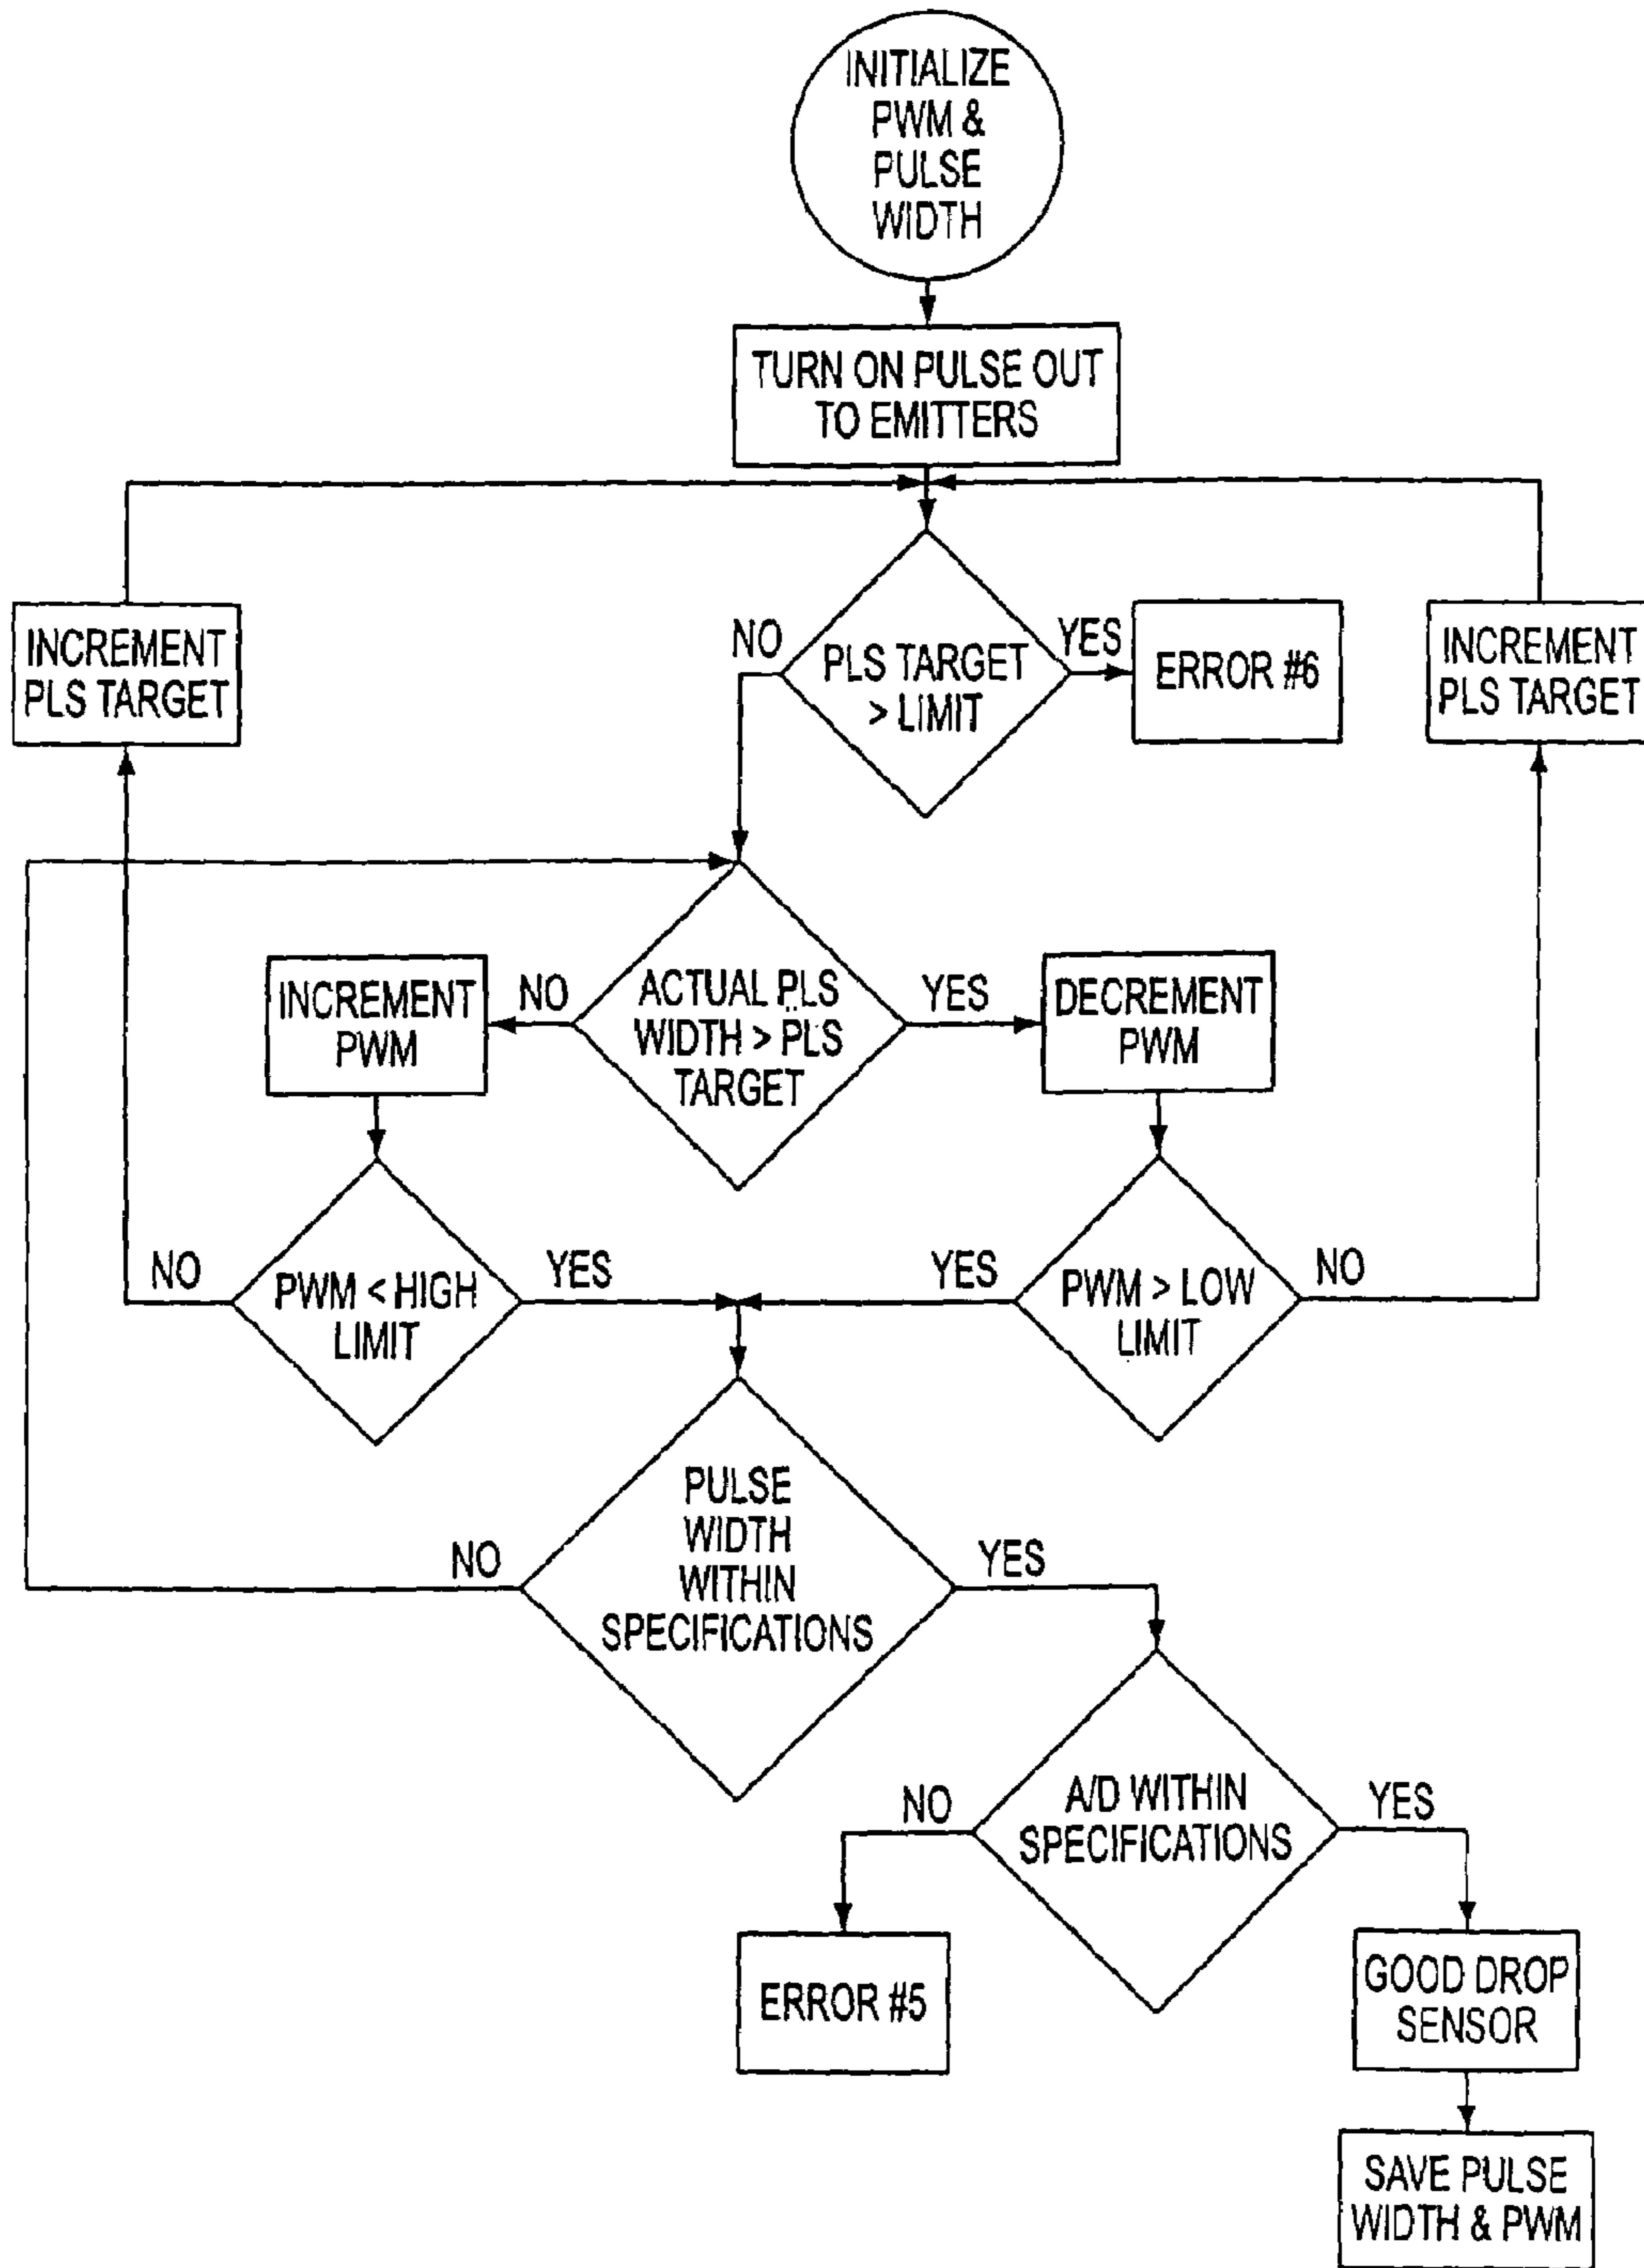 INITIALIZE
PWM &
PULSE
WIDTH
TURN ON PULSE OUT
TO EMITTERS
INCREMENT
PLS TARGET
NO
PLS TARGET
> LIMIT
YES
ERROR #6
INCREMENT
PLS TARGET
INCREMENT
PWM
NO
ACTUAL PLS
WIDTH > PLS
TARGET
YES
DECREMENT
PWM
NO
PWM < HIGH
LIMIT
YES
YES
PWM > LOW
LIMIT
NO
NO
PULSE
WIDTH
WITHIN
SPECIFICATIONS
YES
NO
A/D WITHIN
SPECIFICATIONS
YES
ERROR #5
GOOD DROP
SENSOR
SAVE PULSE
WIDTH & PWM